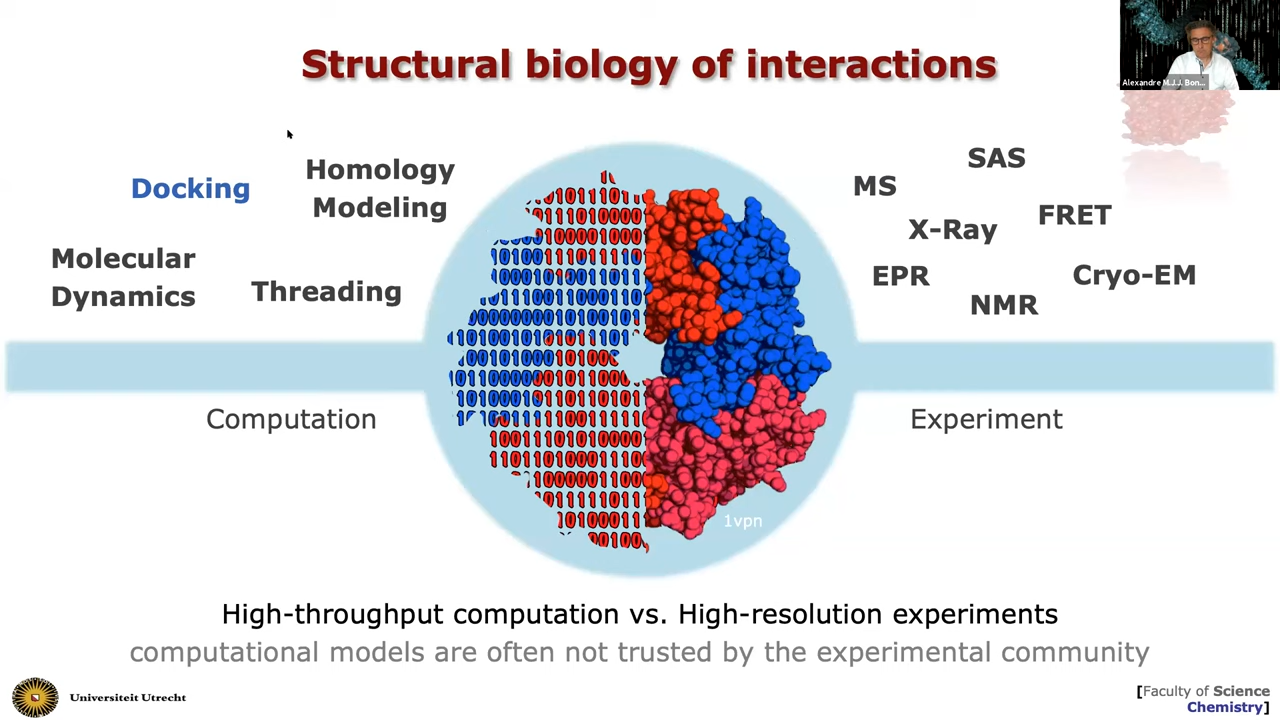 Structural biology of interactions
Alexandre M.J.J. Bon...
Docking
Homology
Modeling
Molecular
Dynamics
Threading
SAS
MS
FRET
X-Ray
EPR
Cryo-EM
NMR
Computation
Experiment
1vpn
High-throughput computation vs. High-resolution experiments
computational models are often not trusted by the experimental community
Universiteit Utrecht
[Faculty of Science
Chemistry]